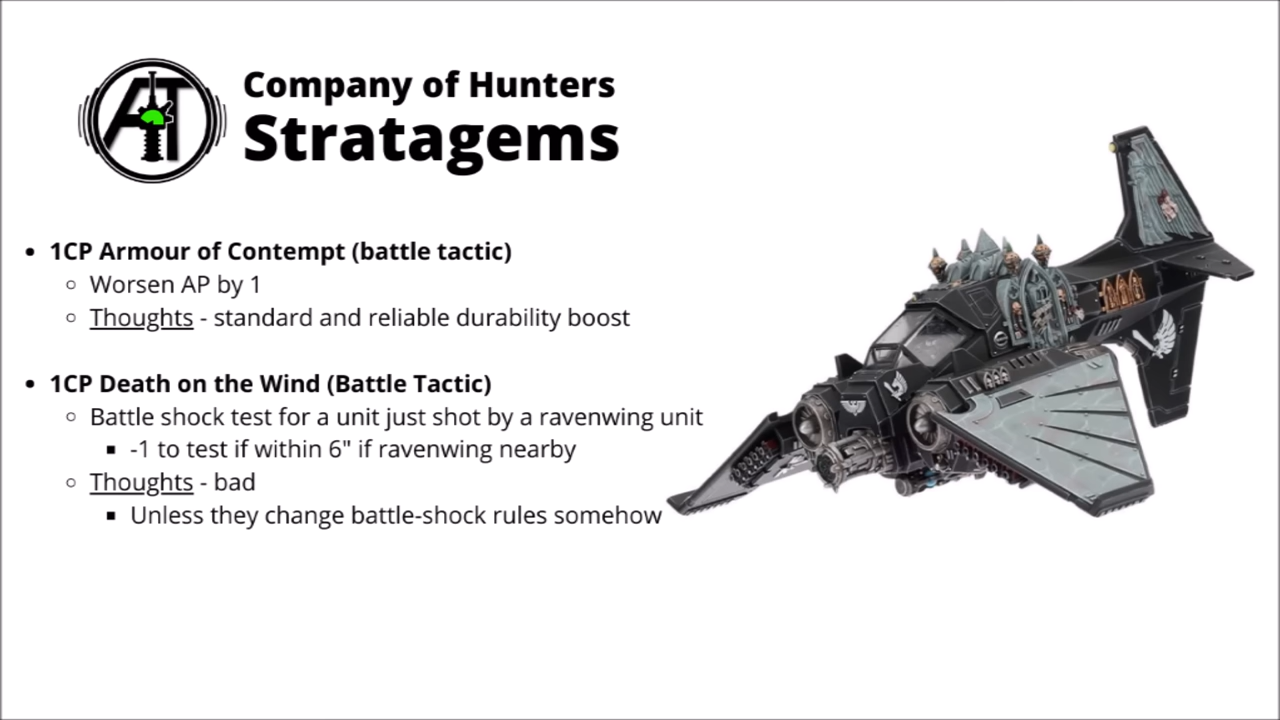 AT
Company of Hunters
Stratagems
• 1CP Armour of Contempt (battle tactic)
○ Worsen AP by 1
○ Thoughts - standard and reliable durability boost
• 1CP Death on the Wind (Battle Tactic)
○ Battle shock test for a unit just shot by a ravenwing unit
▪ -1 to test if within 6" if ravenwing nearby
○ Thoughts - bad
▪ Unless they change battle-shock rules somehow